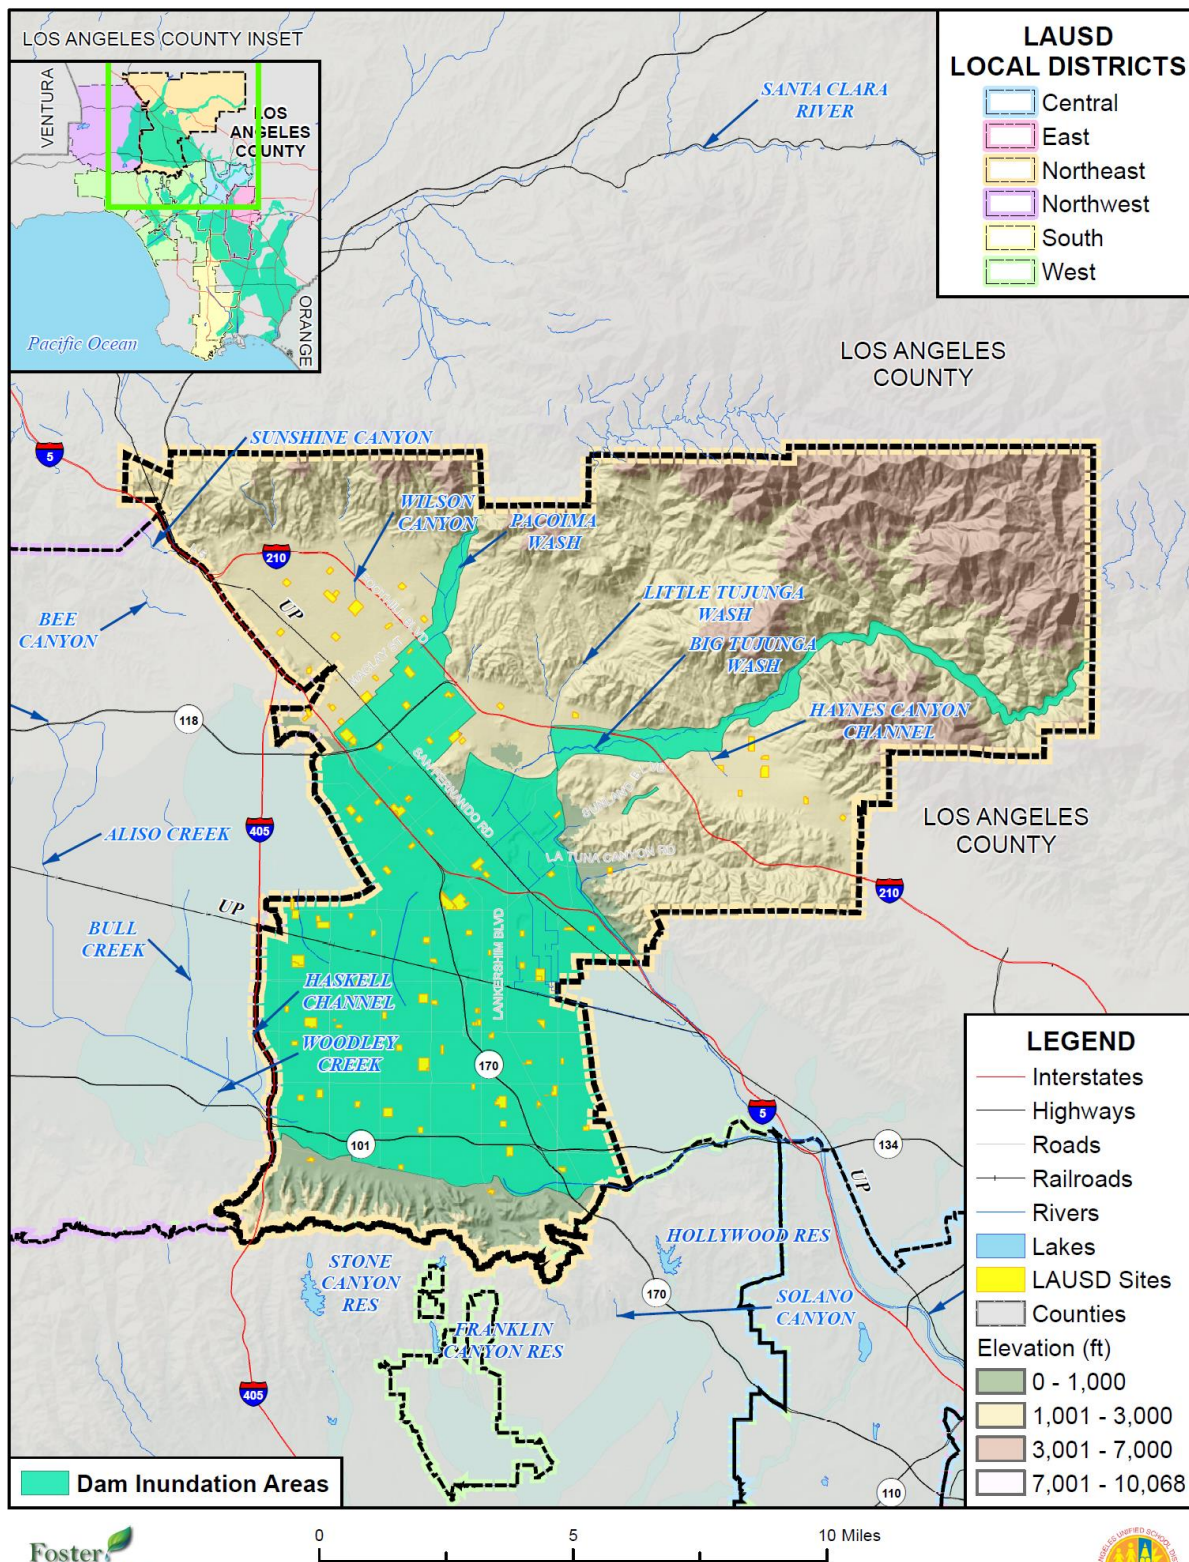 LOS ANGELES COUNTY INSET
VENTURA
LOS
ANGELES
COUNTY
ORANGE
Pacific Ocean
LAUSD
LOCAL DISTRICTS
Central
East
Northeast
Northwest
South
West
SANTA CLARA
RIVER
LOS ANGELES
COUNTY
5
SUNSHINE CANYON
WILSON
CANYON
PACOIMA
WASH
210
UP
BEE
CANYON
LITTLE TUJUNGA
WASH
BIG TUJUNGA
WASH
HAYNES CANYON
CHANNEL
118
SAN FERNANDO RD
LOS ANGELES
COUNTY
ALISO CREEK
405
LA TUNA CANYON RD
210
UP
BULL
CREEK
LANKERSHIM BLVD
HASKELL
CHANNEL
WOODLEY
CREEK
170
101
5
134
UP
HOLLYWOOD RES
STONE
CANYON
RES
170
SOLANO
CANYON
FRANKLIN
CANYON RES
405
110
LEGEND
Interstates
Highways
Roads
Railroads
Rivers
Lakes
LAUSD Sites
Counties
Elevation (ft)
0 - 1,000
1,001 - 3,000
3,001 - 7,000
7,001 - 10,068
Dam Inundation Areas
Foster
0
5
10 Miles